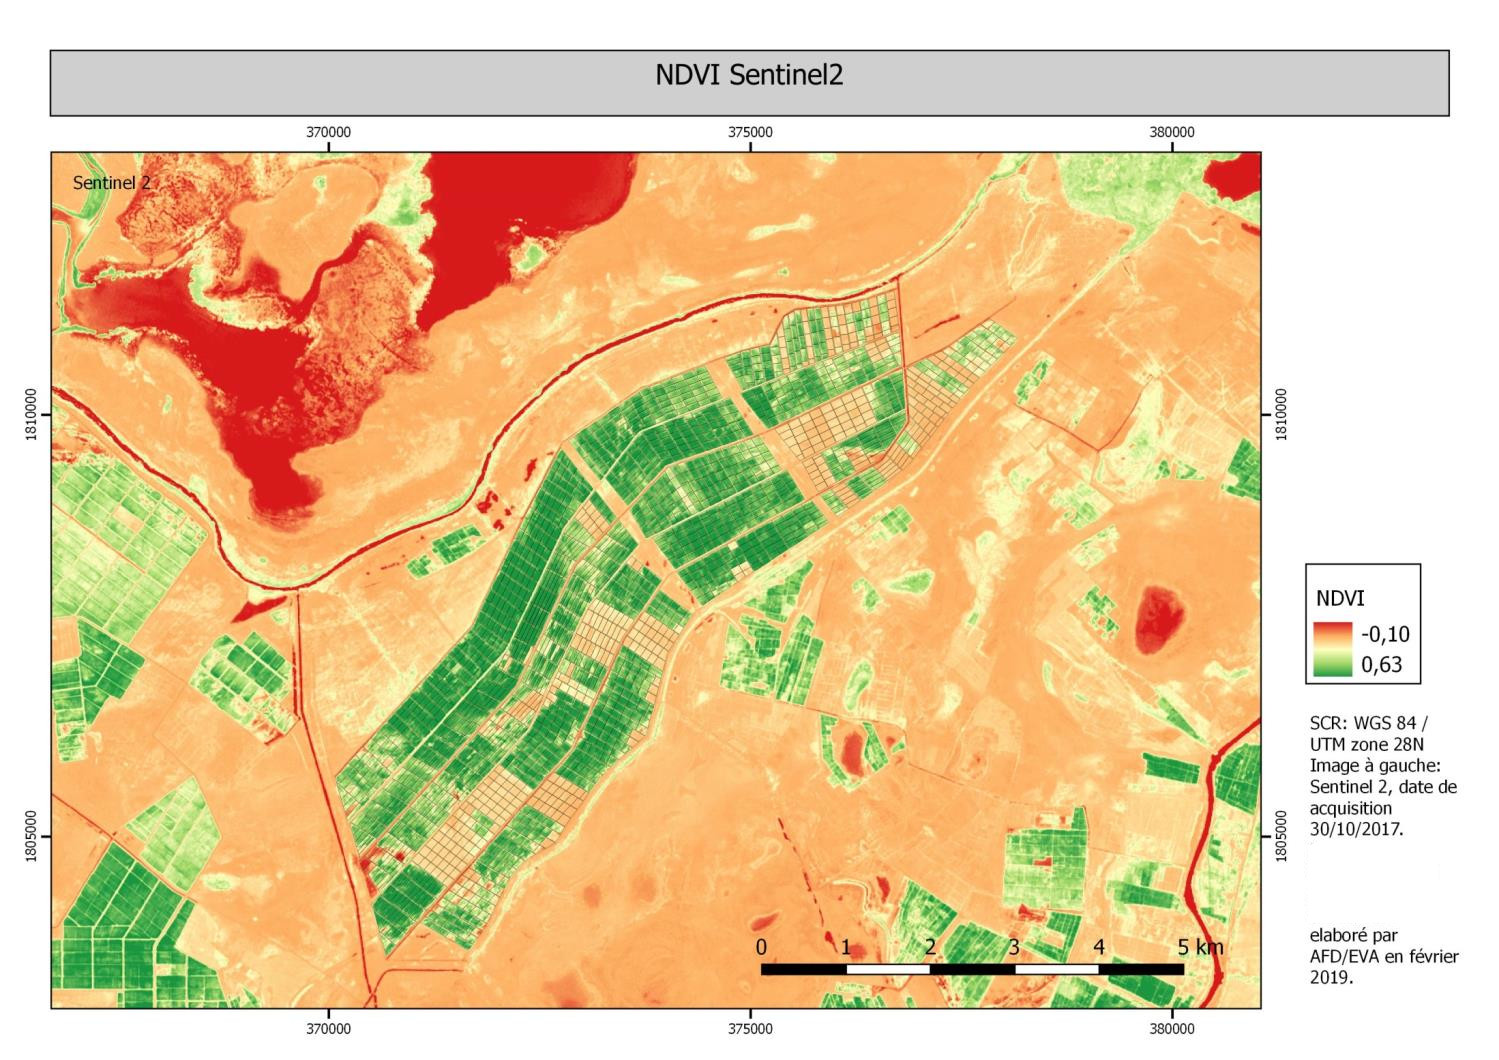 NDVI Sentinel2
370000
375000
380000
Sentinel 2
1810000
1810000
NDVI
-0,10
0,63
SCR: WGS 84 /
UTM zone 28N
Image à gauche:
Sentinel 2, date de
acquisition
30/10/2017.
1805000
1805000
elaboré par
AFD/EVA en février
2019.
0 1 2 3 4 5 km
370000
375000
380000